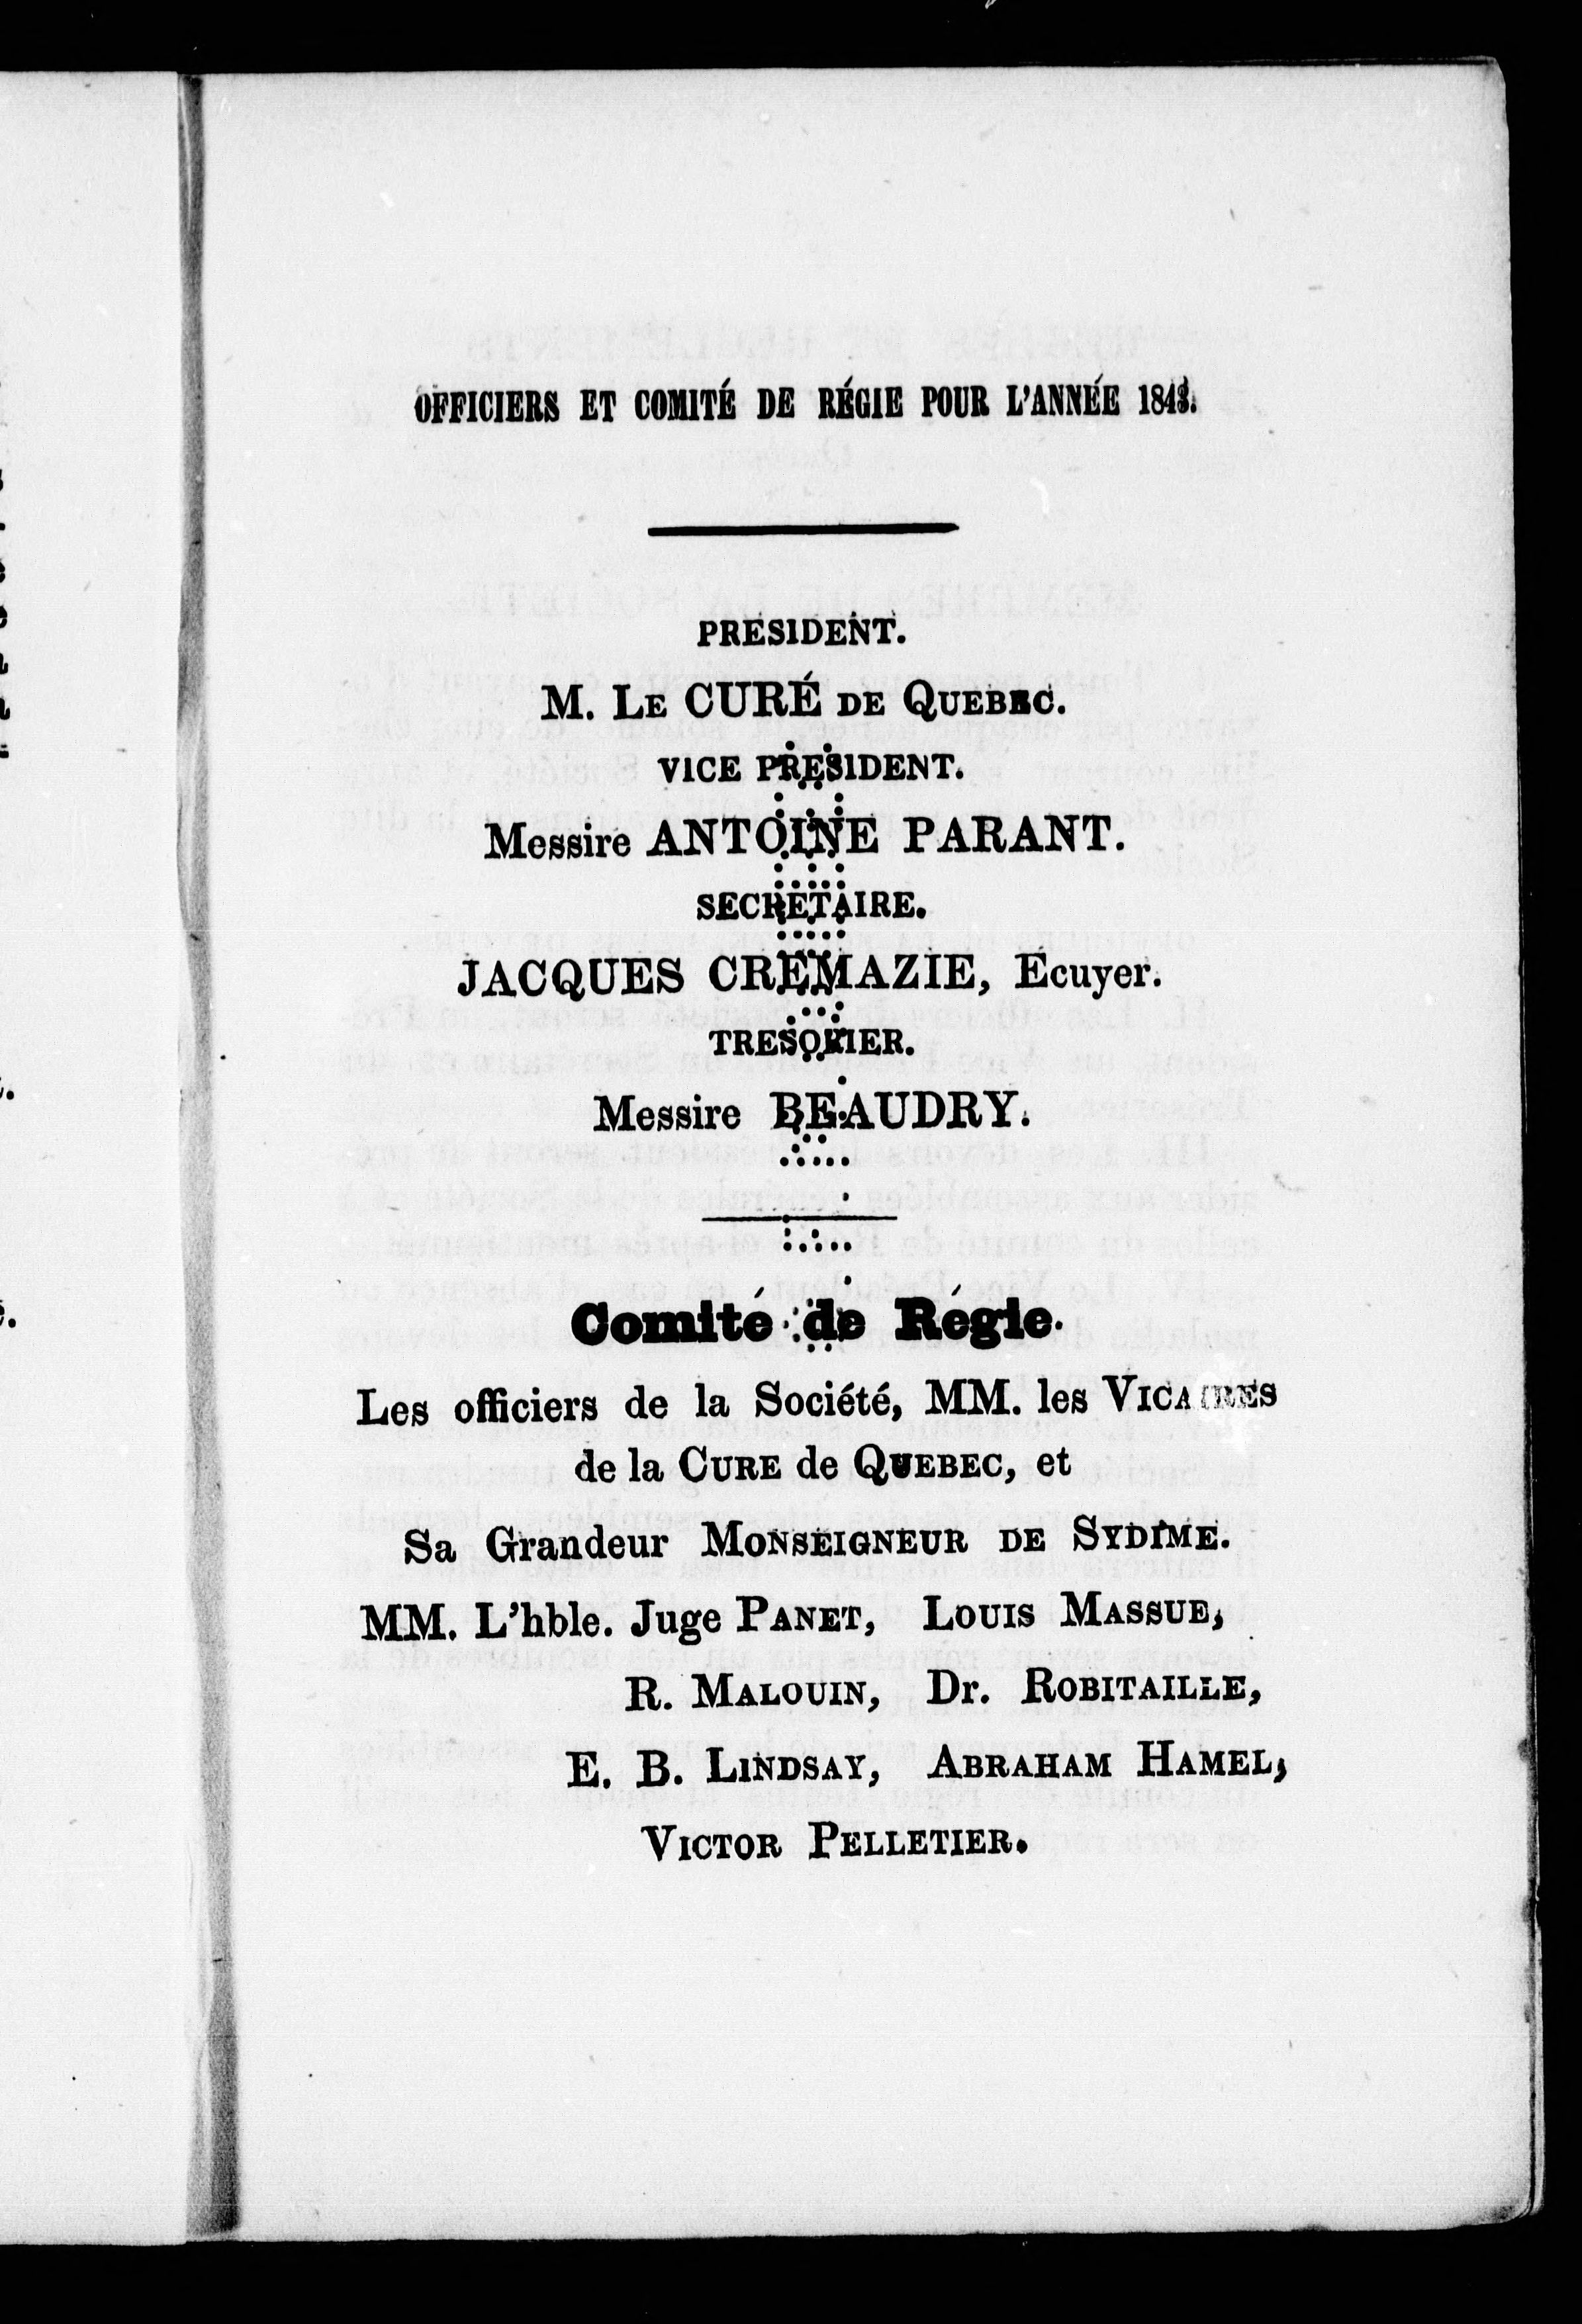 OFFICIERS ET COMITÉ DE RÉGIE POUR L'ANNÉE
PRESIDENT.
M. LE CURÉ DE QUEBEC.
VICE PRESIDENT.
Messire ANTOINE PARANT.
SECRETAIRE.
JACQUES CREMAZIE, Ecuyer.
TRESORIER.
Messire BEAUDRY.
Comité de Régie.
Les officiers de la Société, MM. les VICAIRES
de la CURE de QUEBEC, et
Sa Grandeur MONSEIGNEUR DE SYDIME.
MM. L'hble. Juge PANET, LOUIS MASSUE,
R. MALOUIN, Dr. ROBITAILLE,
E. B. LINDSAY, ABRAHAM HAMEL,
VICTOR PELLETIER.